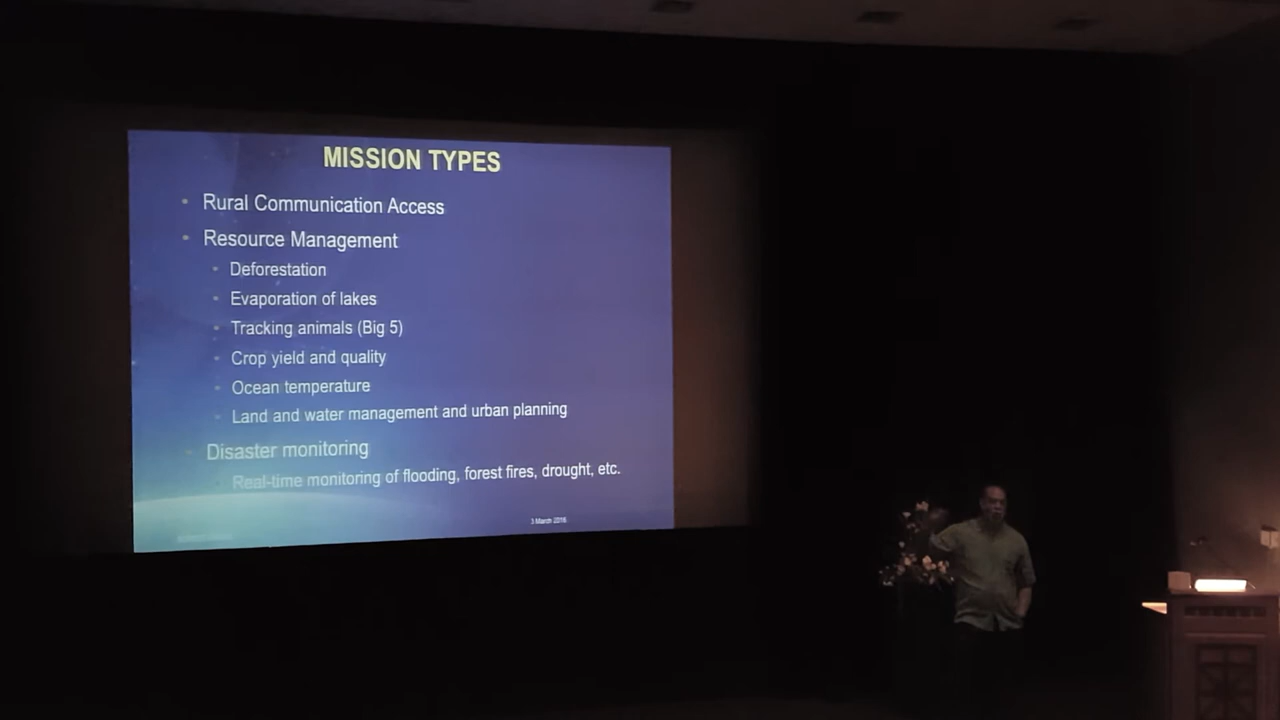 MISSION TYPES
• Rural Communication Access
• Resource Management
• Deforestation
• Evaporation of lakes
• Tracking animals (Big 5)
• Crop yield and quality
• Ocean temperature
• Land and water management and urban planning
• Disaster monitoring
• Real-time monitoring of flooding, forest fires, drought, etc.
3 March 2016